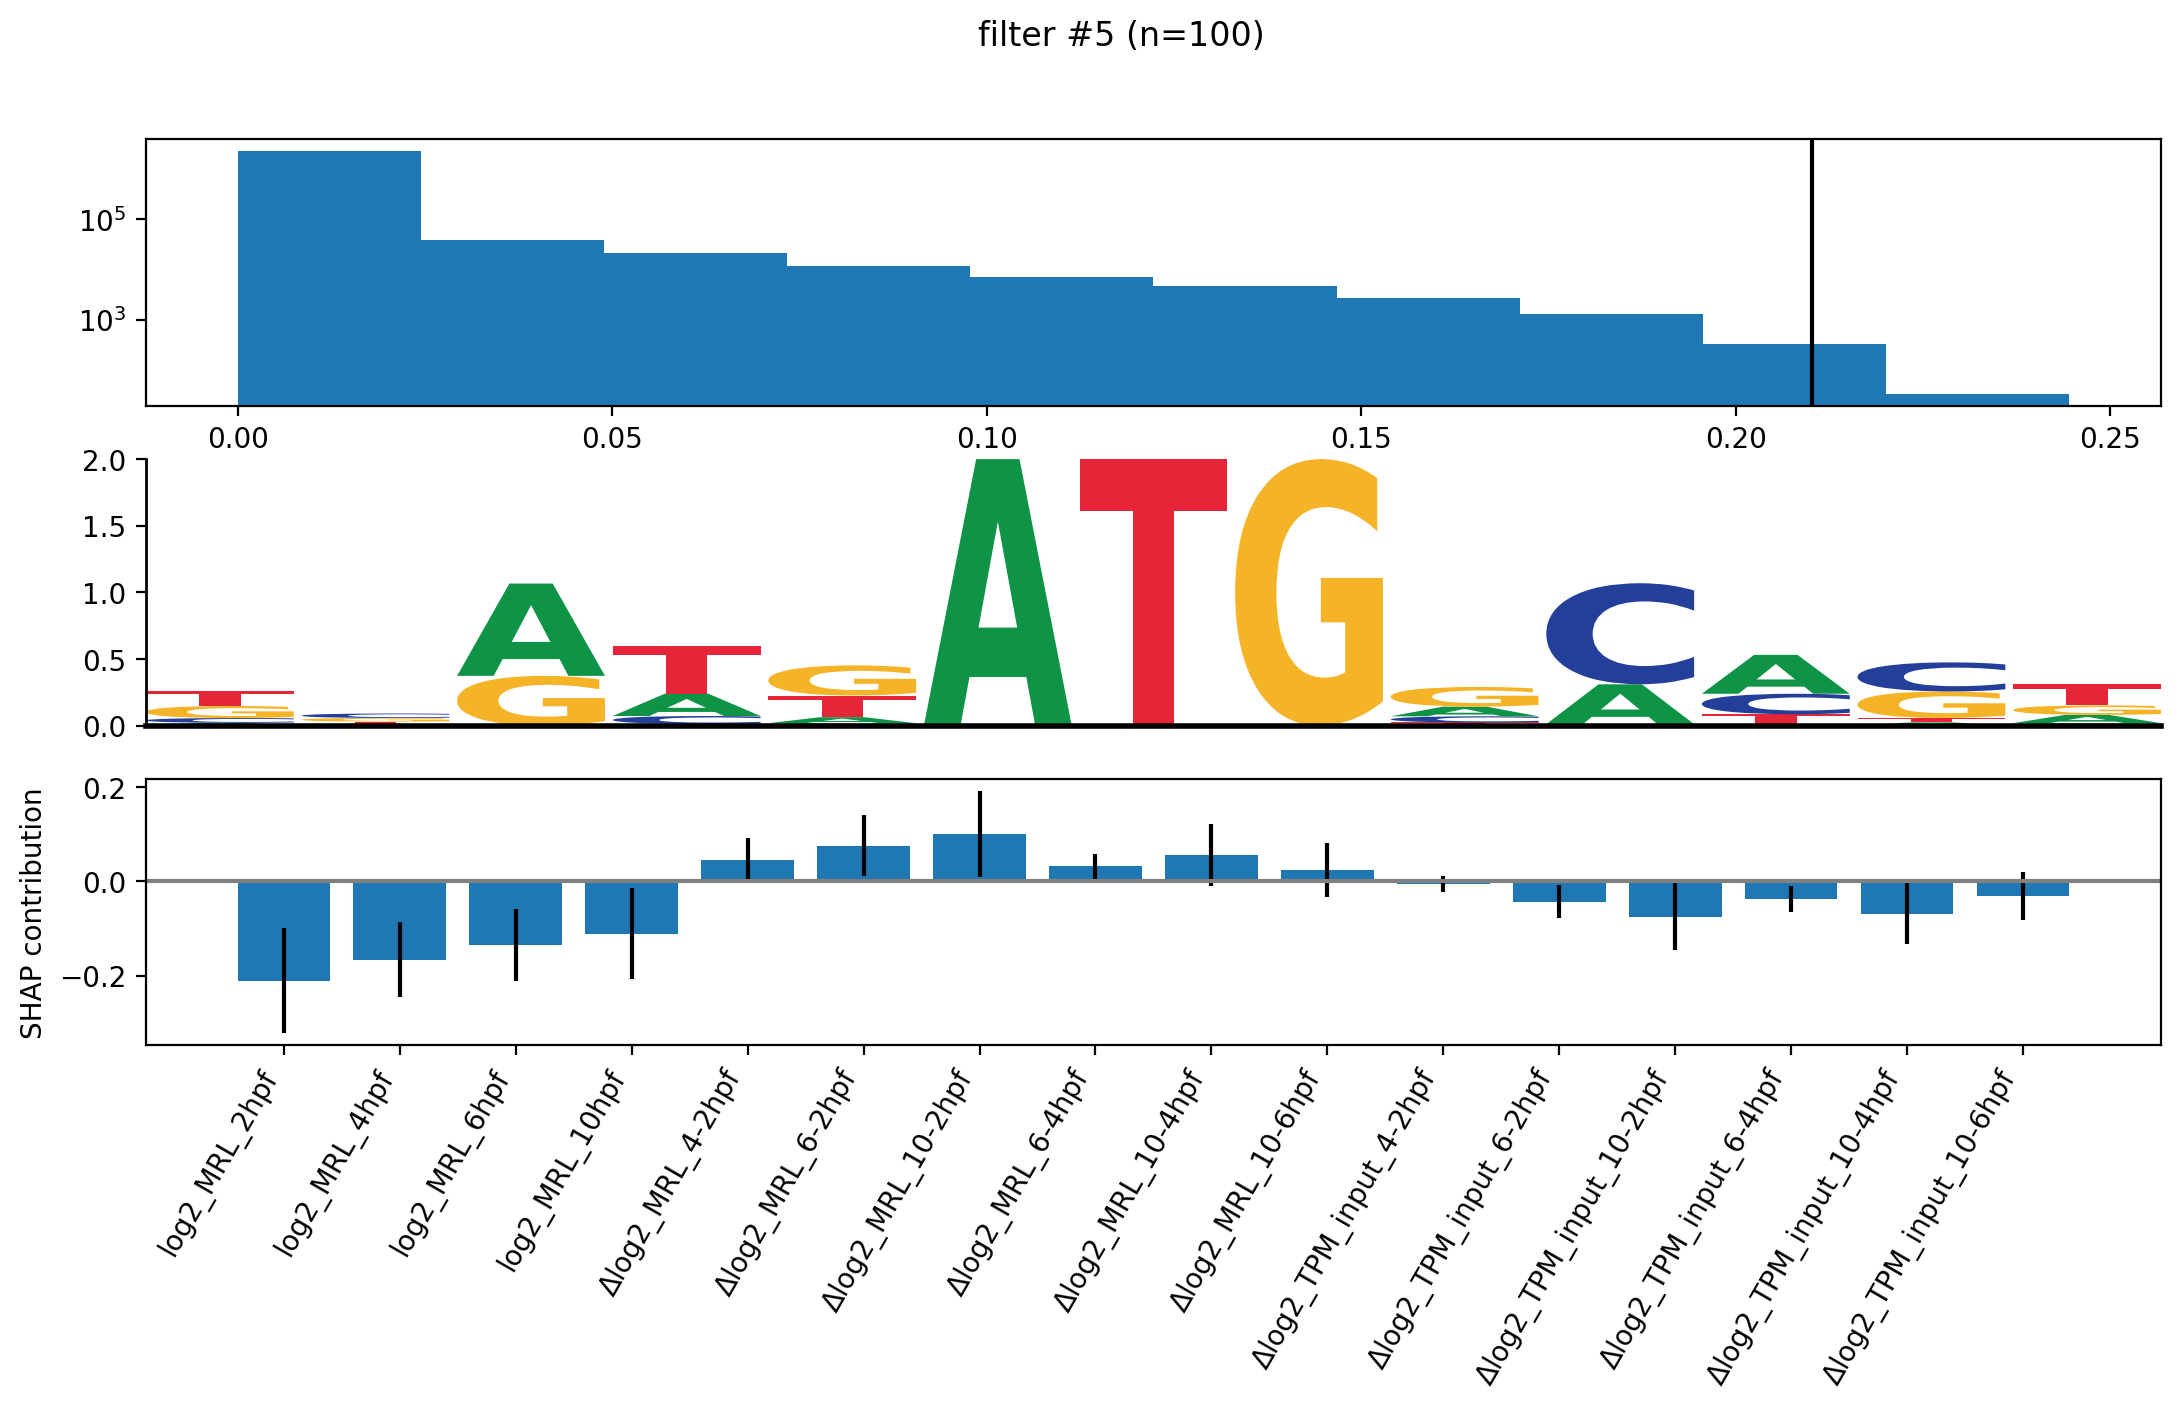 filter #5 (n=100)
10^5
10^3
0.00 0.05 0.10 0.15 0.20 0.25
2.0
1.5
1.0
0.5
0.0
ATG
SHAP contribution
0.2
0.0
−0.2
log2_MRL_2hpf
log2_MRL_4hpf
log2_MRL_6hpf
log2_MRL_10hpf
Δlog2_MRL_4-2hpf
Δlog2_MRL_6-2hpf
Δlog2_MRL_10-2hpf
Δlog2_MRL_6-4hpf
Δlog2_MRL_10-4hpf
Δlog2_MRL_10-6hpf
Δlog2_TPM_input_4-2hpf
Δlog2_TPM_input_6-2hpf
Δlog2_TPM_input_10-2hpf
Δlog2_TPM_input_6-4hpf
Δlog2_TPM_input_10-4hpf
Δlog2_TPM_input_10-6hpf